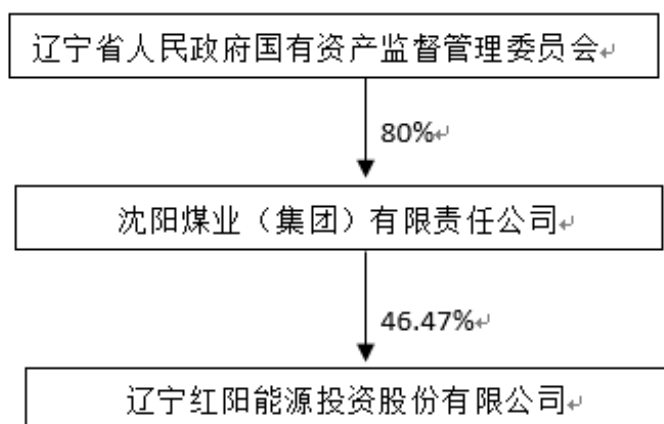 辽宁省人民政府国有资产监督管理委员会
80%
沈阳煤业（集团）有限责任公司
46.47%
辽宁红阳能源投资股份有限公司